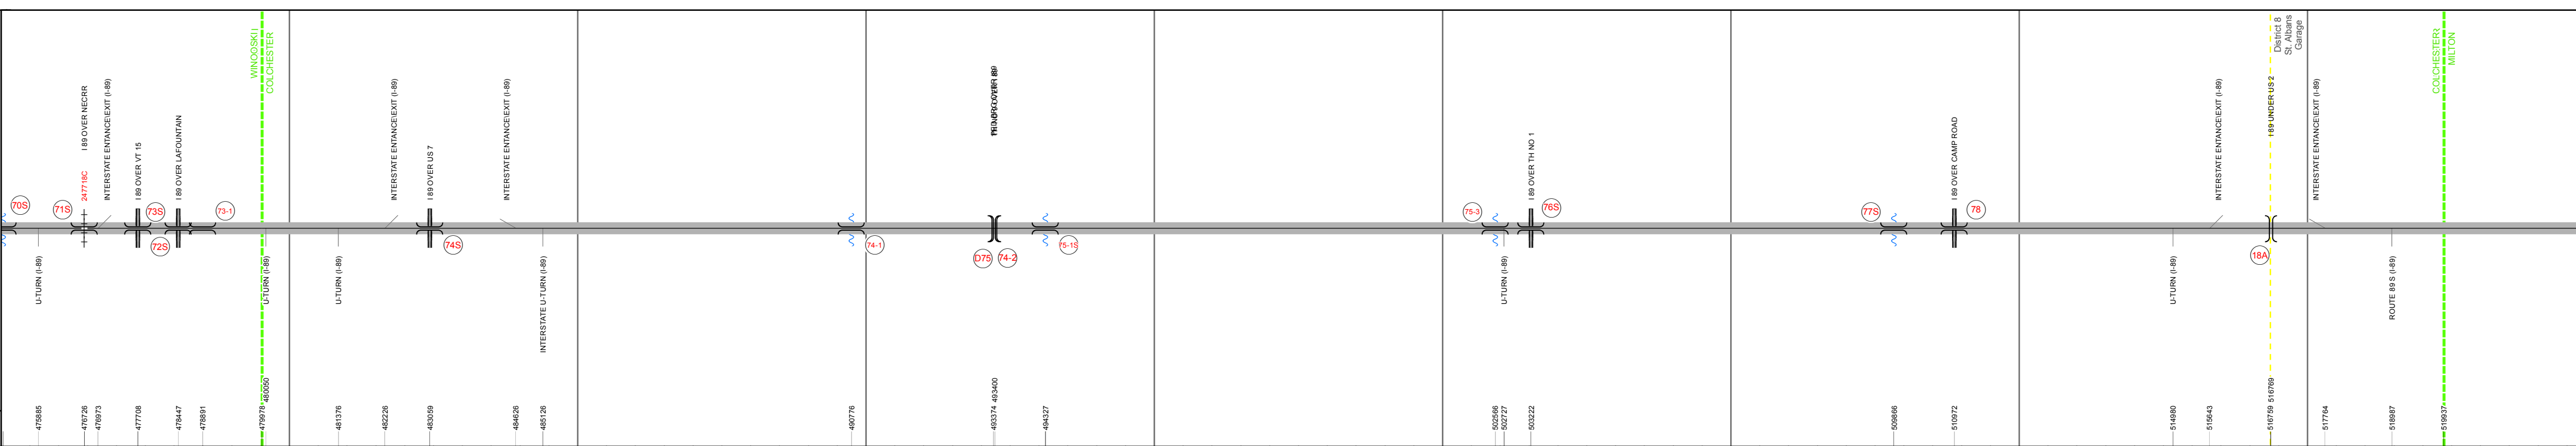 WINOOSKI
COLCHESTER
COLCHESTER
MILTON
District 8
St. Albans
Garage
I 89 OVER NECRR
247718C
INTERSTATE ENTANCE\EXIT (I-89)
I 89 OVER VT 15
I 89 OVER LAFOUNTAIN
INTERSTATE ENTANCE\EXIT (I-89)
I 89 OVER US 7
INTERSTATE ENTANCE\EXIT (I-89)
I 89 OVER TH NO 1
I 89 OVER CAMP ROAD
INTERSTATE ENTANCE\EXIT (I-89)
I 89 UNDER US 2
INTERSTATE ENTANCE\EXIT (I-89)
70S
71S
73S
73-1
72S
74S
74-1
D75
74-2
75-1S
75-3
76S
77S
78
18A
U-TURN (I-89)
U-TURN (I-89)
U-TURN (I-89)
INTERSTATE U-TURN (I-89)
U-TURN (I-89)
U-TURN (I-89)
ROUTE 89 S (I-89)
475885
476726
476973
477708
478447
478891
479978
480050
481376
482226
483059
484626
485126
490776
493374
493400
494327
502566
502727
503222
509866
510972
514980
515643
516759
516769
517764
518987
519937